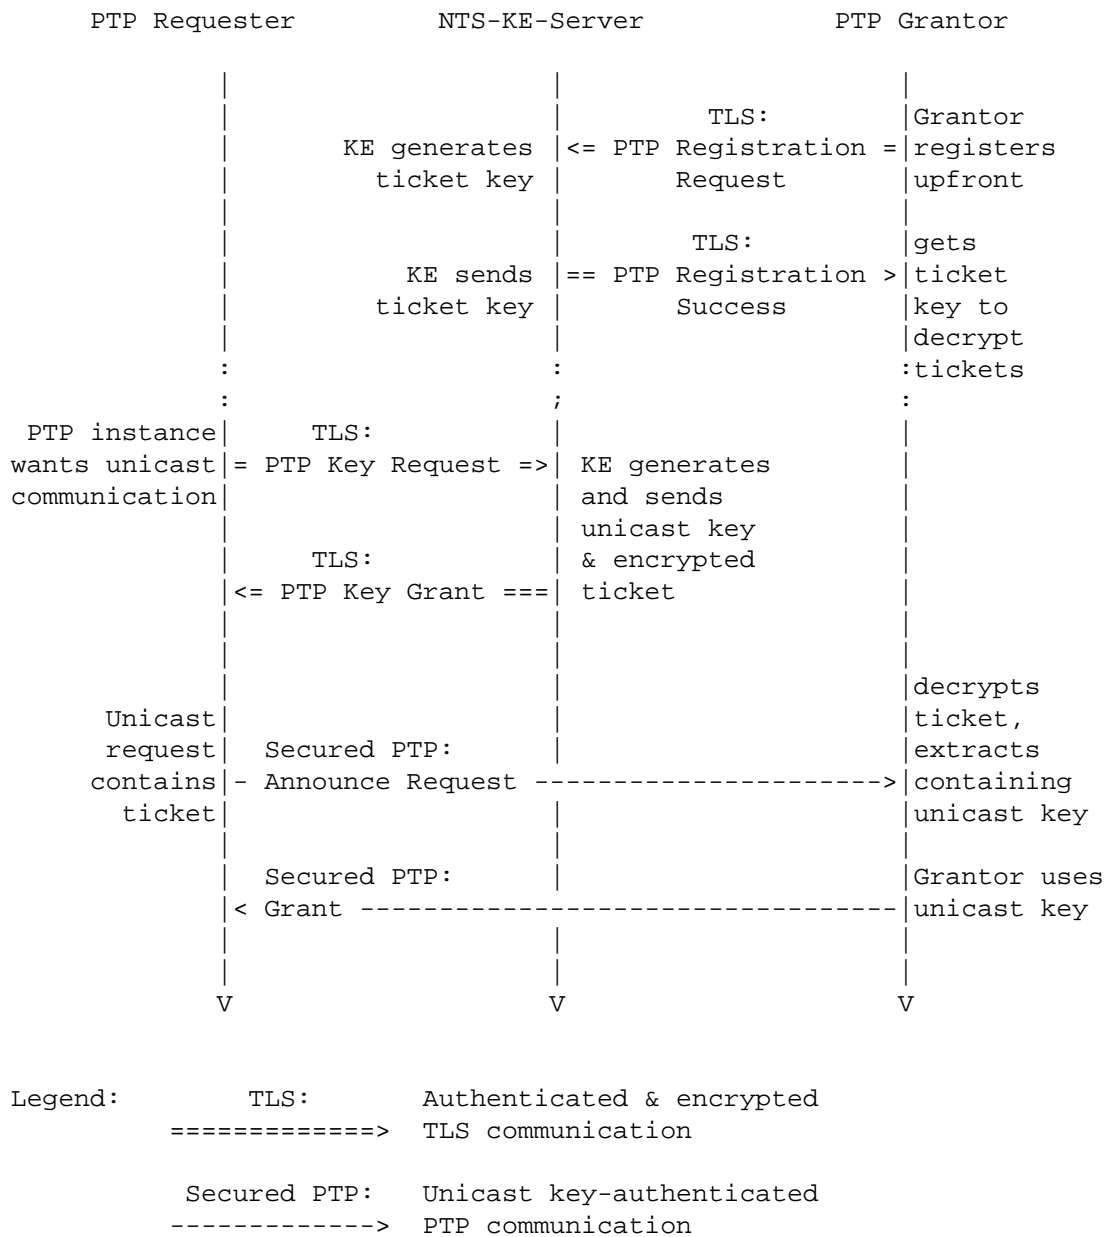 PTP Requester         NTS-KE-Server            PTP Grantor

              |                    |                     |
              |                    |         TLS:        |Grantor
              |      KE generates  |<= PTP Registration =|registers
              |        ticket key  |       Request       |upfront
              |                    |                     |
              |                    |        TLS:         |gets
              |          KE sends  |== PTP Registration >|ticket
              |        ticket key  |       Success       |key to
              |                    |                     |decrypt
              :                    :                     :tickets
              :                    ;                     :
 PTP instance|     TLS:           |                     |
wants unicast|= PTP Key Request =>| KE generates        |
communication|                    | and sends           |
              |                    | unicast key         |
              |     TLS:           | & encrypted         |
              |<= PTP Key Grant ===| ticket              |
              |                    |                     |
              |                    |                     |
              |                    |                     |decrypts
      Unicast|                    |                     |ticket,
      request|  Secured PTP:      |                     |extracts
     contains|- Announce Request ---------------------->|containing
       ticket|                    |                     |unicast key
              |                    |                     |
              |  Secured PTP:      |                     |Grantor uses
              |< Grant ----------------------------------|unicast key
              |                    |                     |
              |                    |                     |
              V                    V                     V

Legend:        TLS:       Authenticated & encrypted
          =============>  TLS communication

           Secured PTP:   Unicast key-authenticated
          ------------->  PTP communication